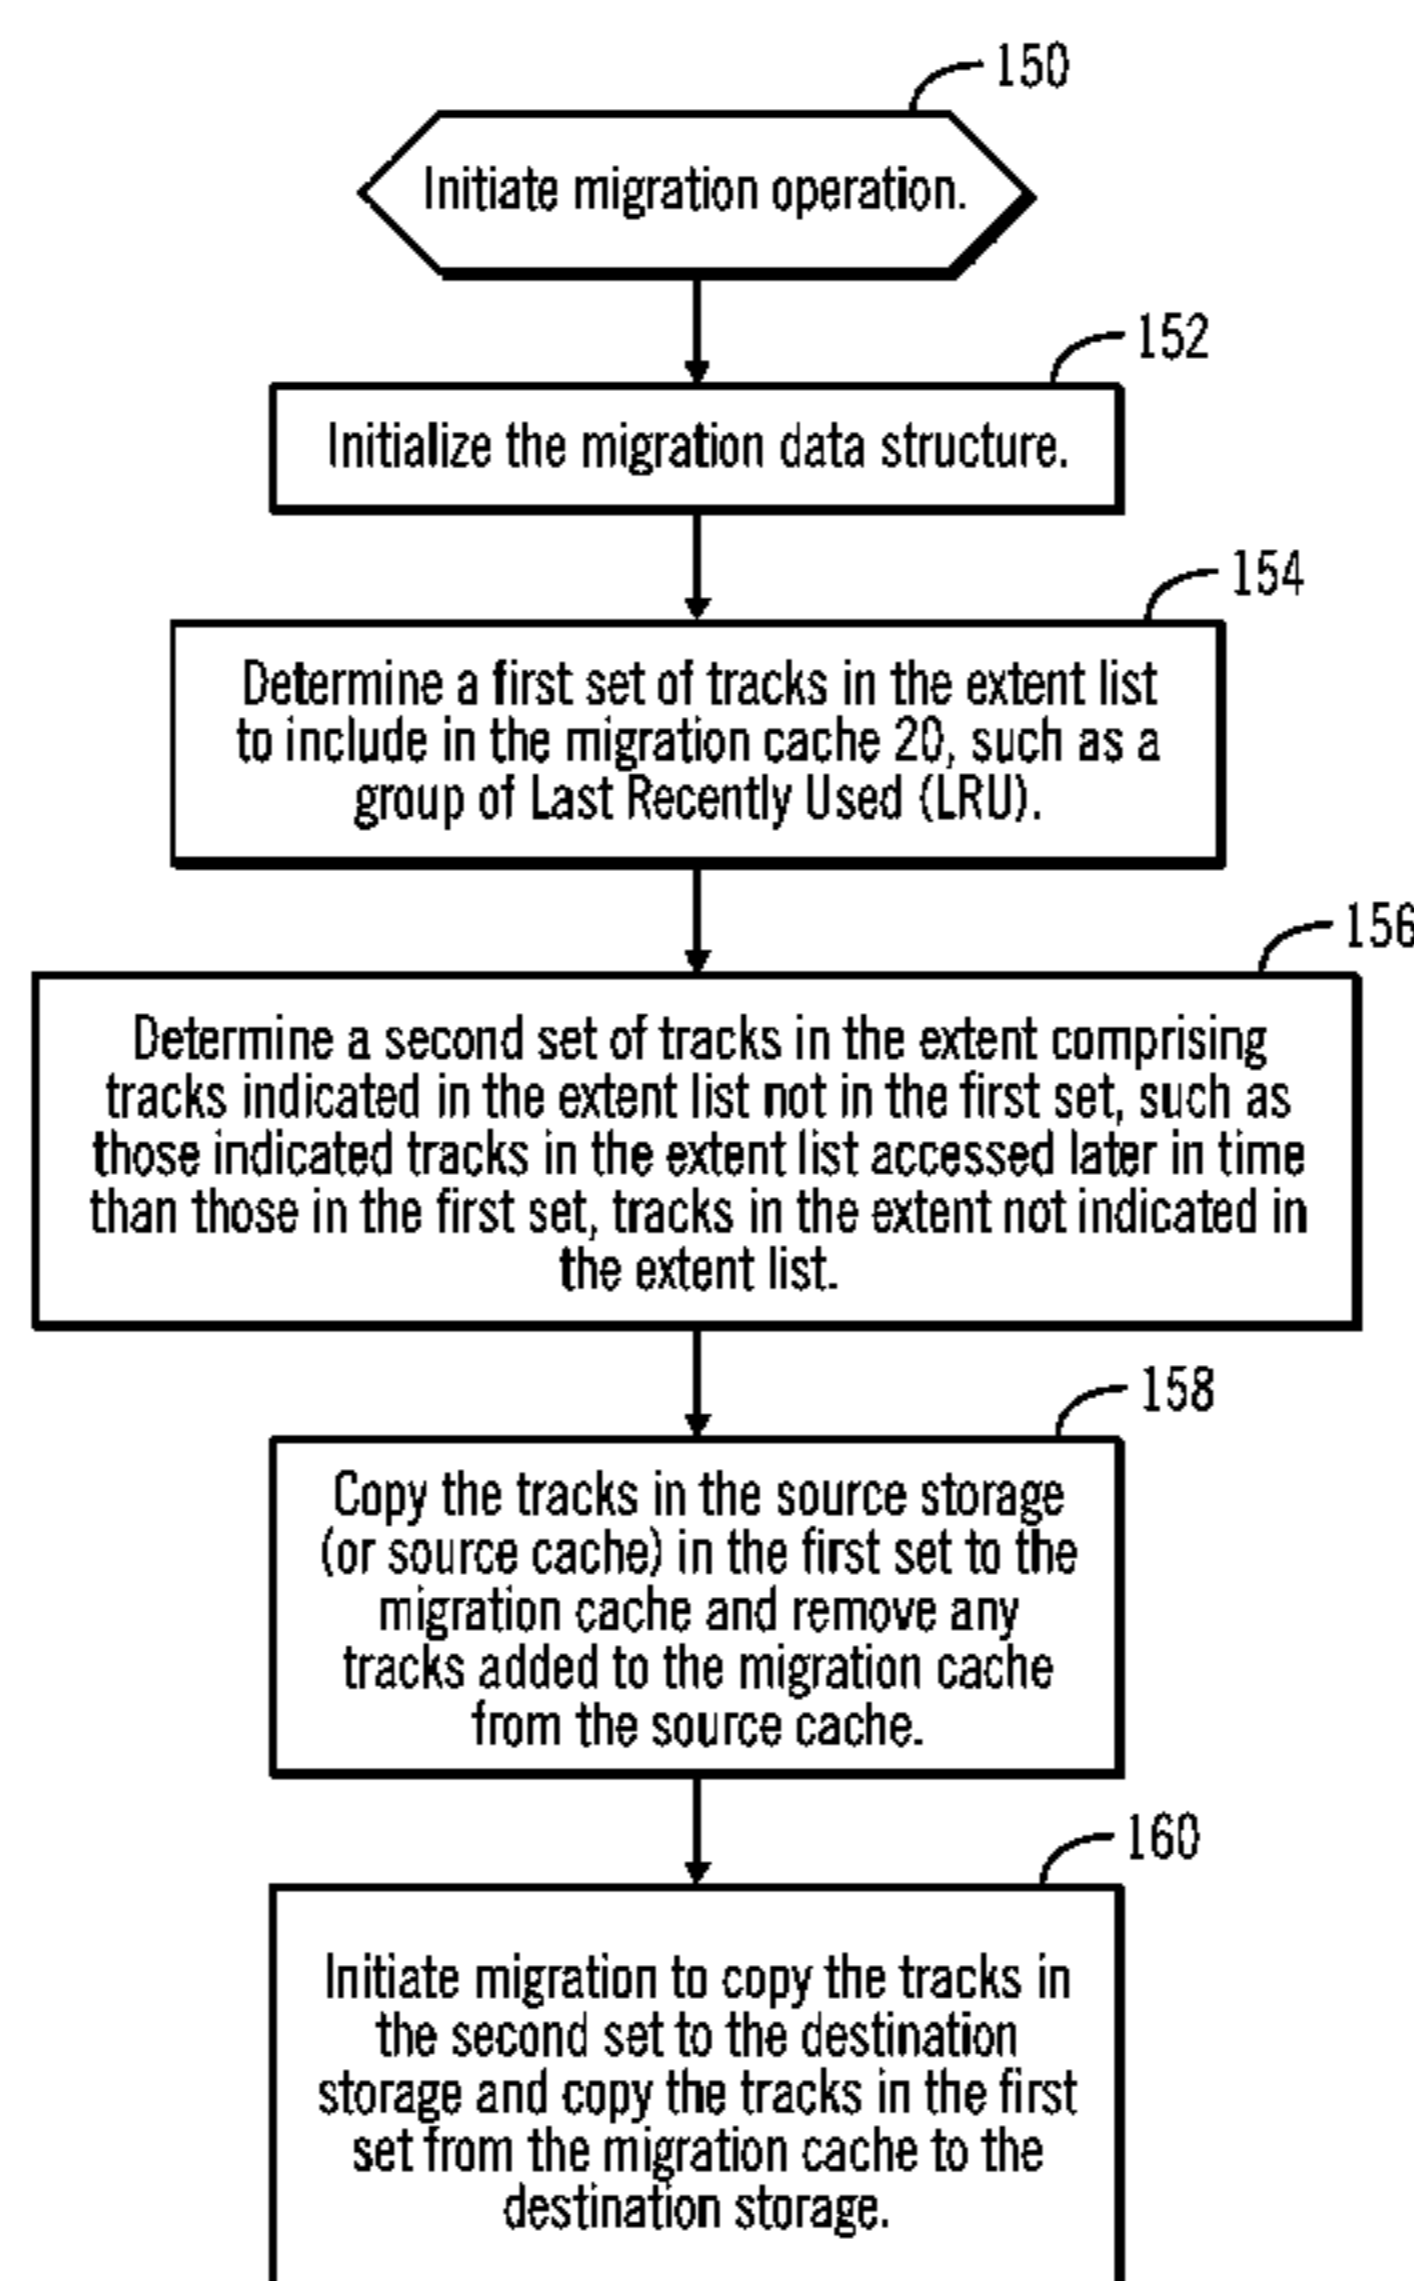 150
Initiate migration operation.
152
Initialize the migration data structure.
154
Determine a first set of tracks in the extent list
to include in the migration cache 20, such as a
group of Last Recently Used (LRU).
156
Determine a second set of tracks in the extent comprising
tracks indicated in the extent list not in the first set, such as
those indicated tracks in the extent list accessed later in time
than those in the first set, tracks in the extent not indicated in
the extent list.
158
Copy the tracks in the source storage
(or source cache) in the first set to the
migration cache and remove any
tracks added to the migration cache
from the source cache.
160
Initiate migration to copy the tracks in
the second set to the destination
storage and copy the tracks in the first
set from the migration cache to the
destination storage.